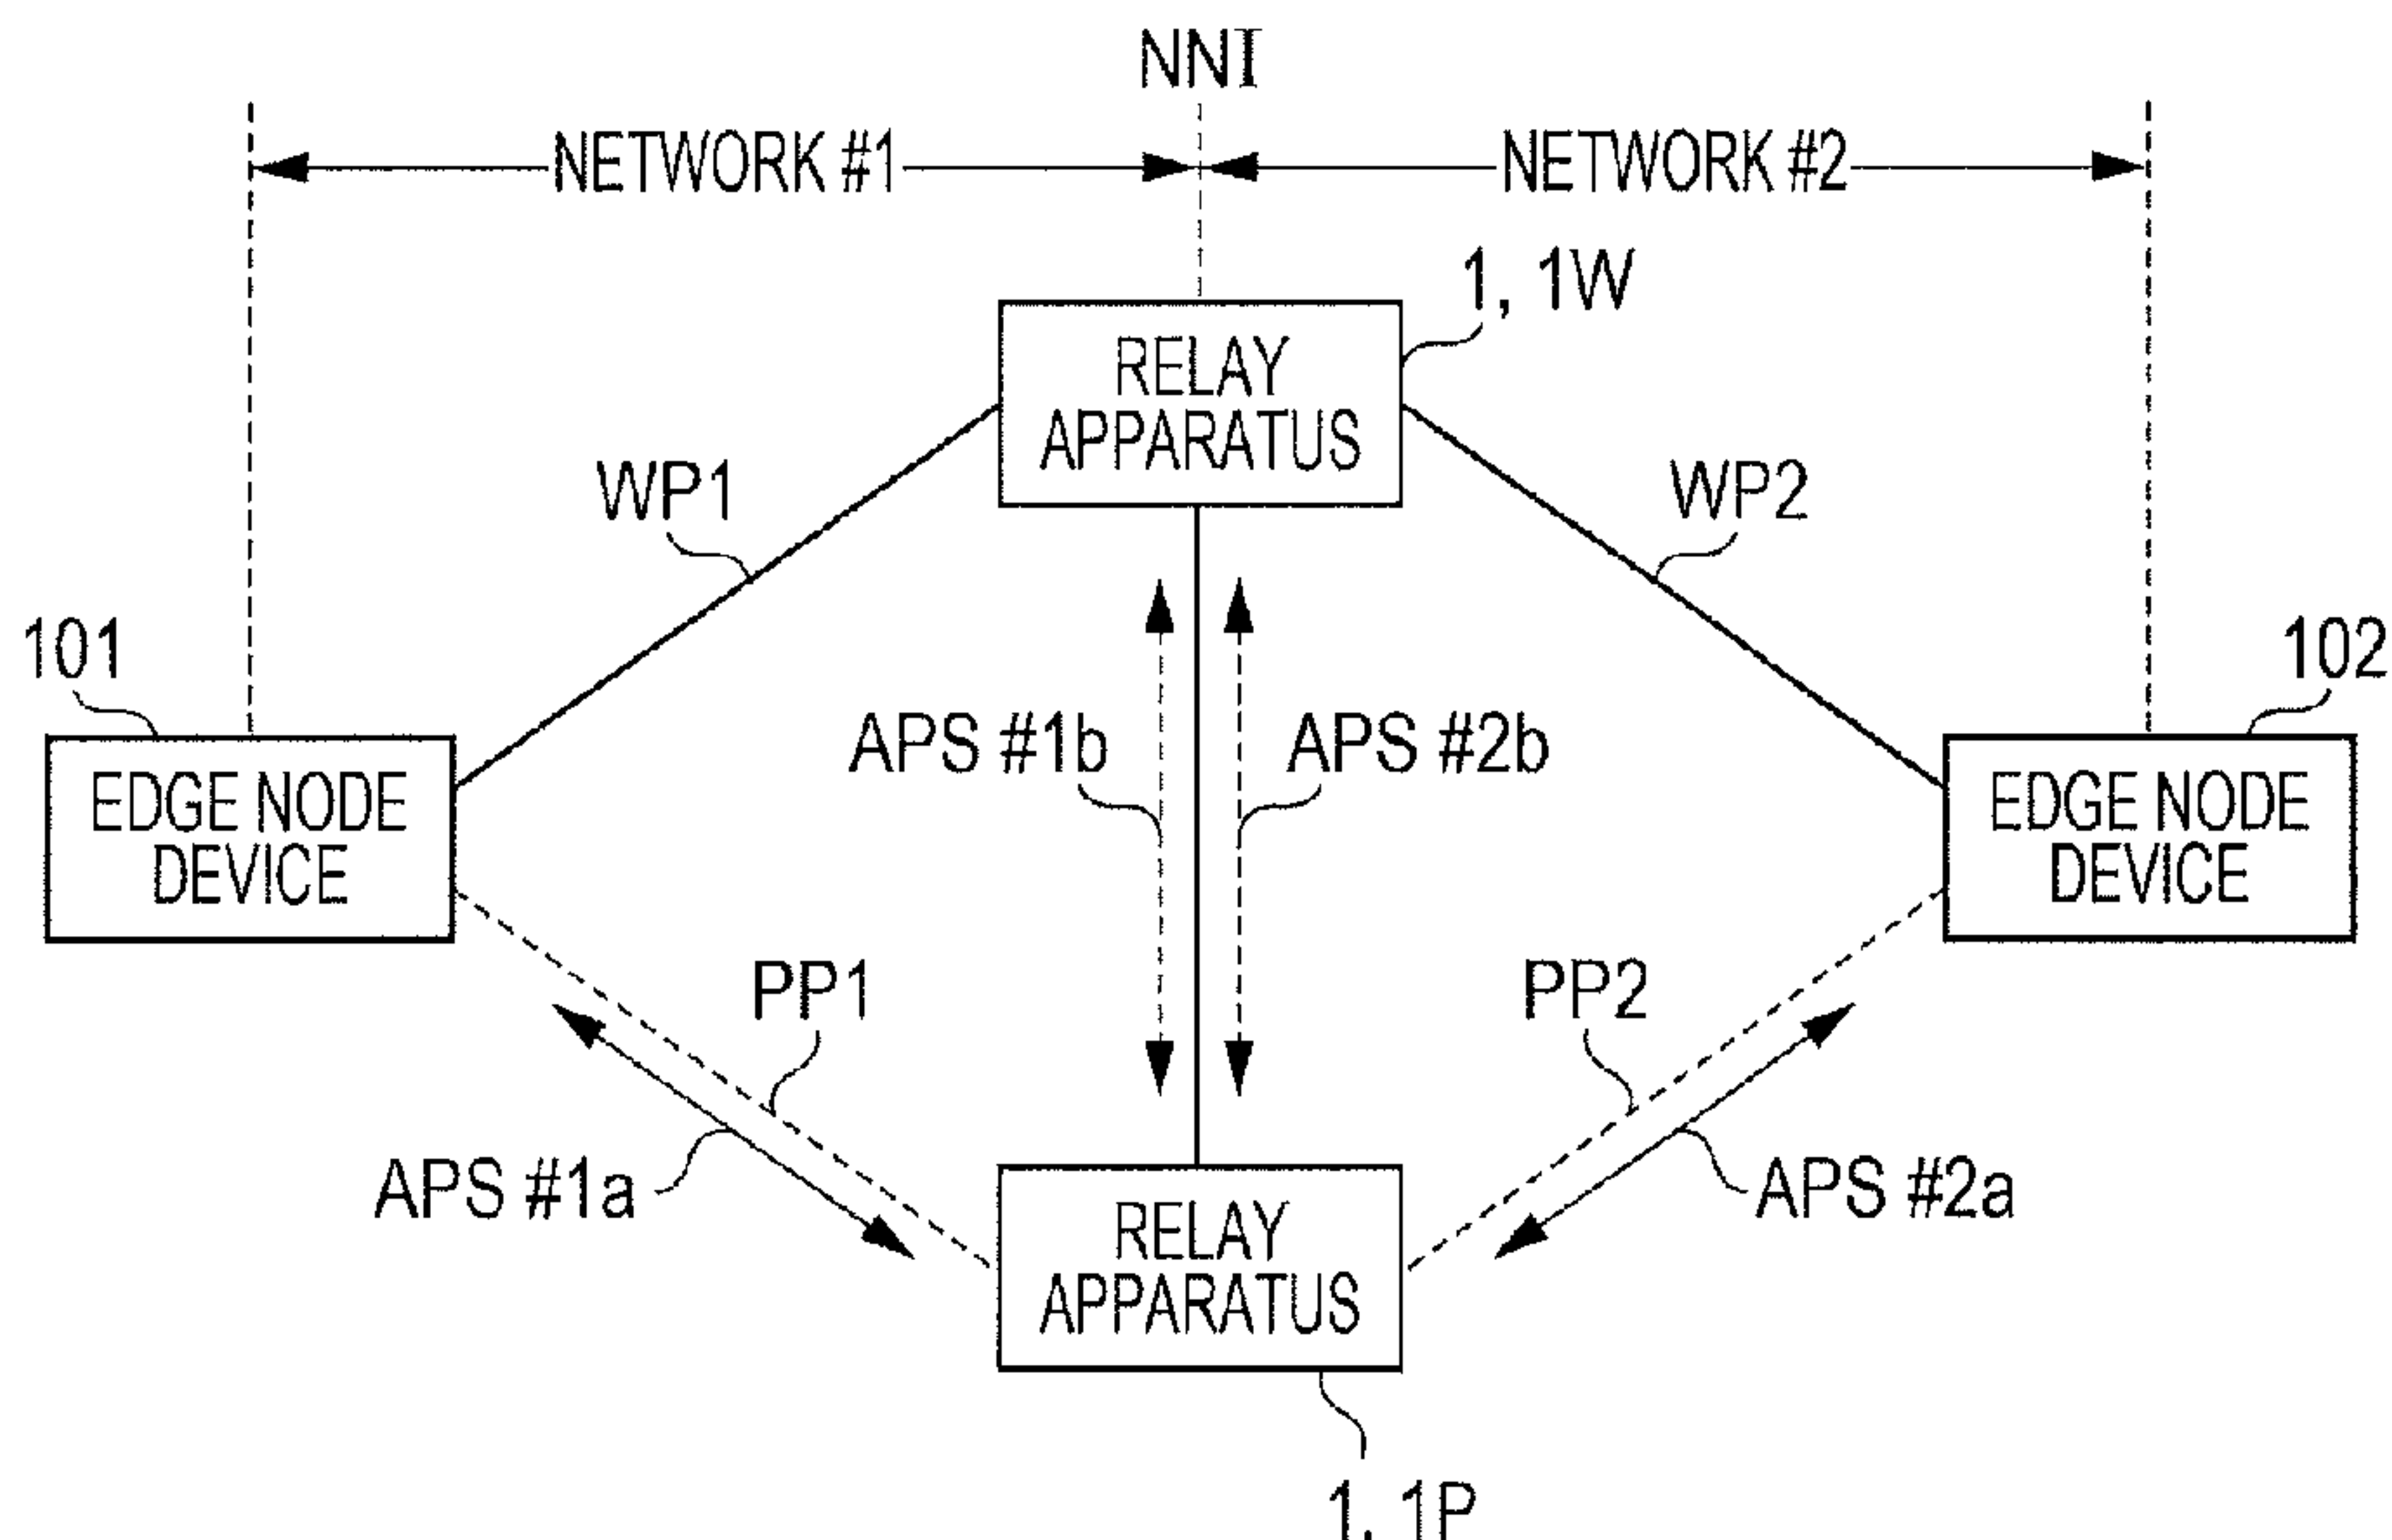 NNI
NETWORK #1
NETWORK #2
1, 1W
RELAY
APPARATUS
WP1
WP2
101
102
APS #1b
APS #2b
EDGE NODE
DEVICE
EDGE NODE
DEVICE
PP1
PP2
APS #1a
APS #2a
RELAY
APPARATUS
1, 1P